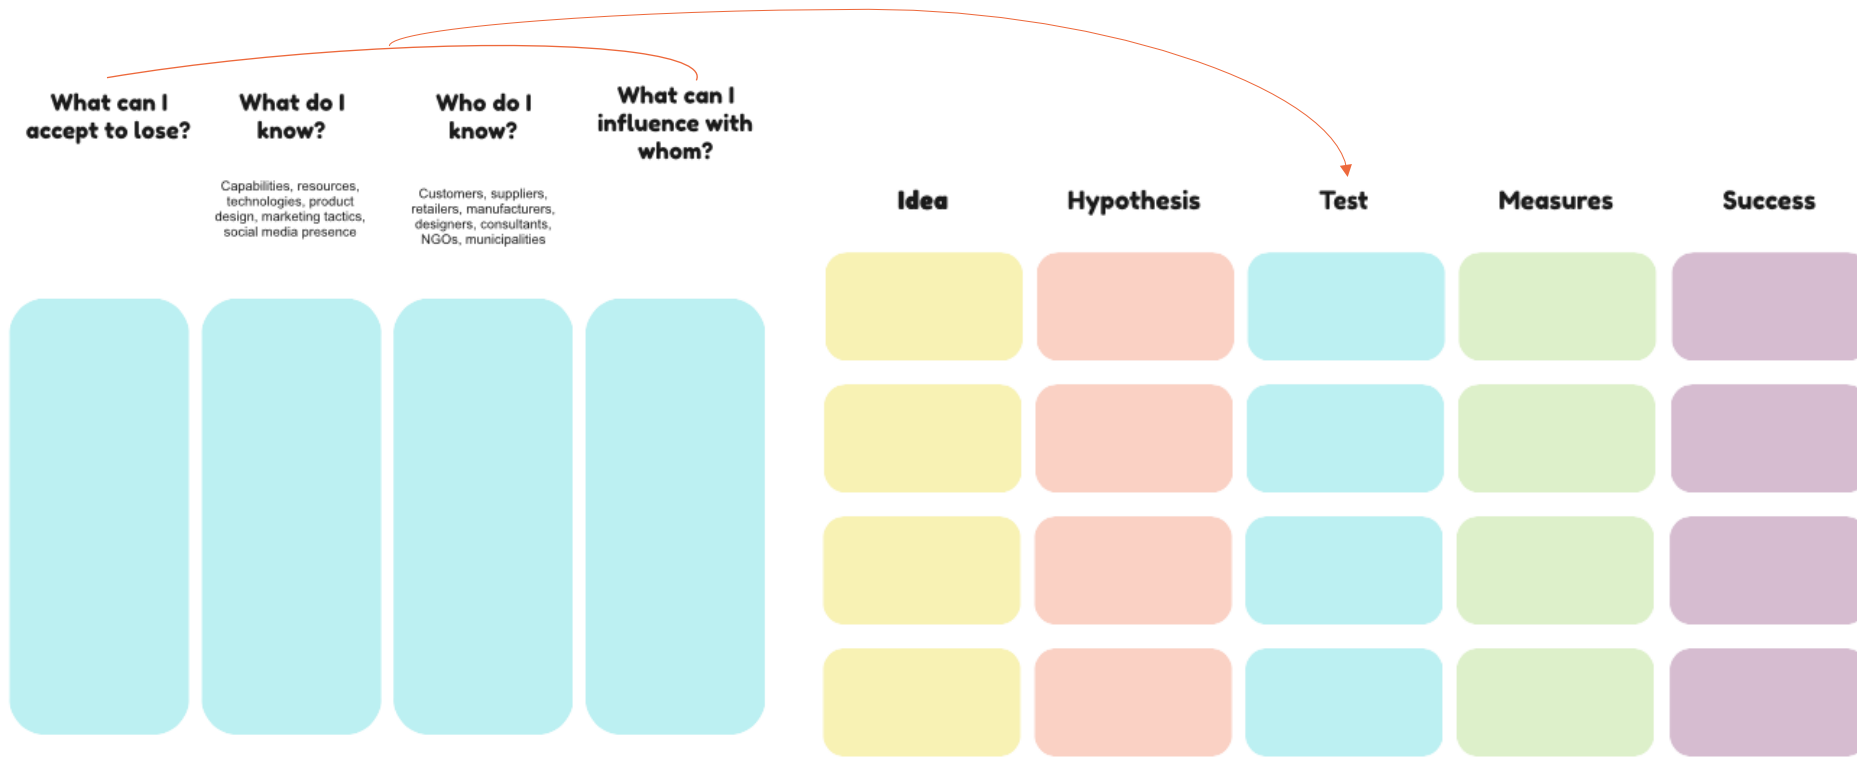 What can I
accept to lose?
What do I
know?
Capabilities, resources,
technologies, product
design, marketing tactics,
social media presence
Who do I
know?
Customers, suppliers,
retailers, manufacturers,
designers, consultants,
NGOs, municipalities
What can I
influence with
whom?
Idea
Hypothesis
Test
Measures
Success